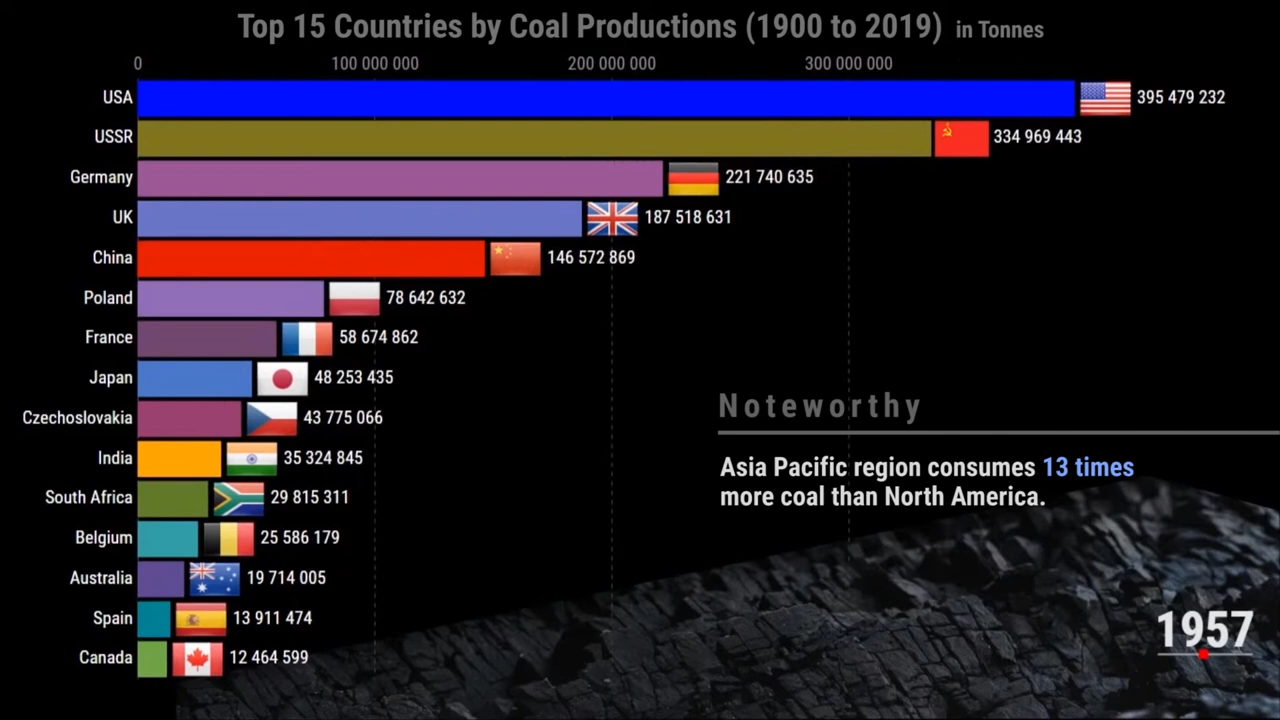 Top 15 Countries by Coal Productions (1900 to 2019) in Tonnes
0 100 000 000 200 000 000 300 000 000
USA 395 479 232
USSR 334 969 443
Germany 221 740 635
UK 187 518 631
China 146 572 869
Poland 78 642 632
France 58 674 862
Japan 48 253 435
Czechoslovakia 43 775 066
India 35 324 845
South Africa 29 815 311
Belgium 25 586 179
Australia 19 714 005
Spain 13 911 474
Canada 12 464 599
Noteworthy
Asia Pacific region consumes 13 times
more coal than North America.
1957